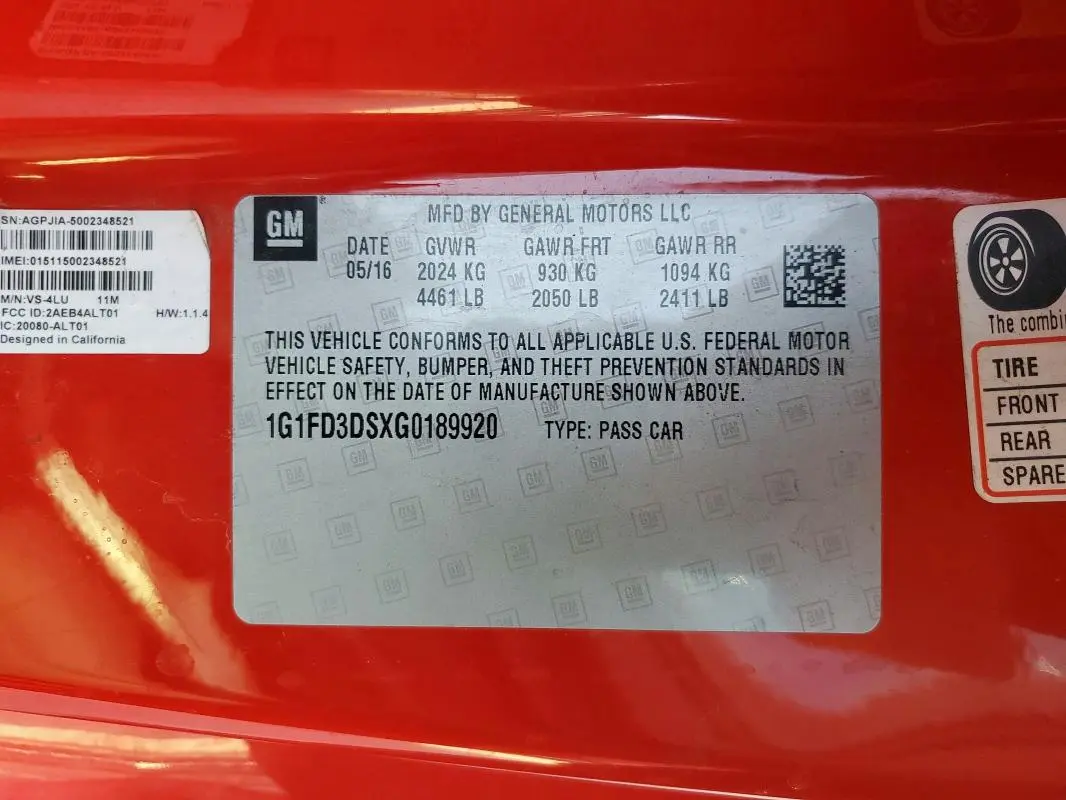 SN:AGPJIA-5002348521
IMEI:015115002348521
M/N:VS-4LU 11M
FCC ID:2AEB4ALT01 H/W:1.1.4
IC:20080-ALT01
Designed in California
GM
MFD BY GENERAL MOTORS LLC
DATE GVWR GAWR FRT GAWR RR
05/16 2024 KG 930 KG 1094 KG
4461 LB 2050 LB 2411 LB
THIS VEHICLE CONFORMS TO ALL APPLICABLE U.S. FEDERAL MOTOR
VEHICLE SAFETY, BUMPER, AND THEFT PREVENTION STANDARDS IN
EFFECT ON THE DATE OF MANUFACTURE SHOWN ABOVE.
1G1FD3DSXG0189920 TYPE: PASS CAR
The
TIRE
FRONT
REAR
SPARE